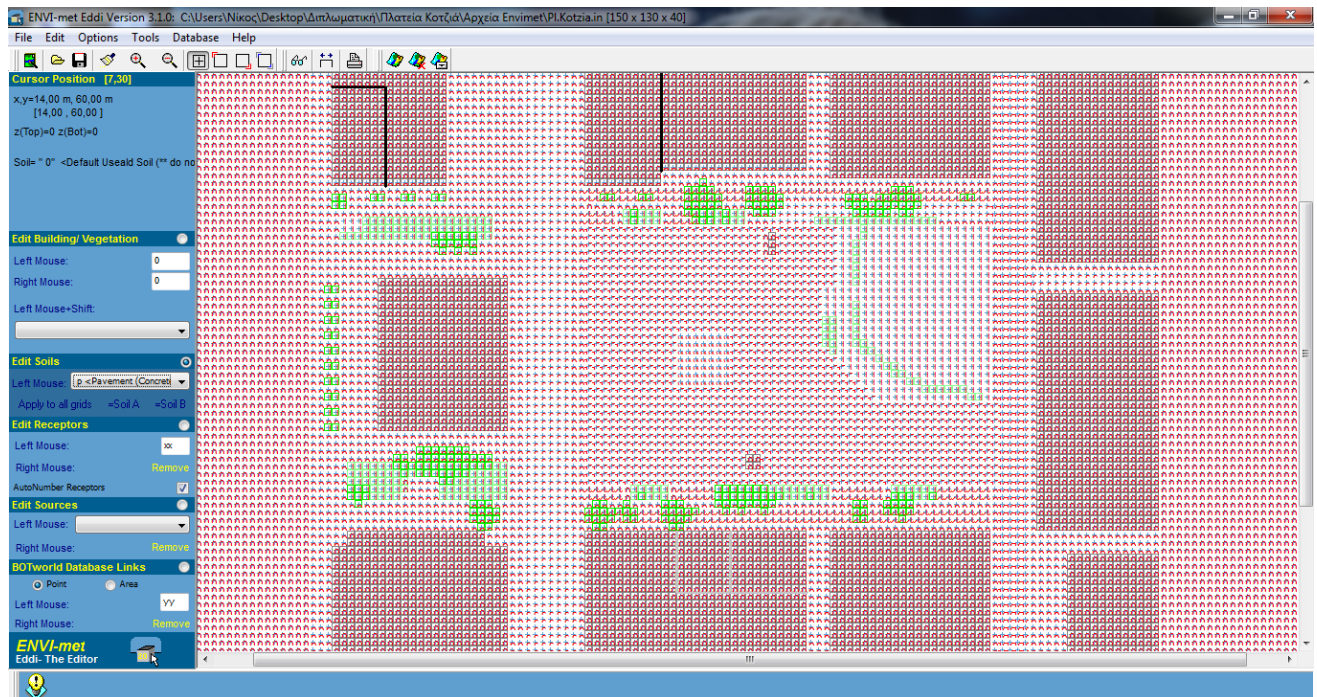 ENVI-met Eddi Version 3.1.0: C:\Users\Νίκος\Desktop\Διπλωματική\Πλατεία Κοτζιά\Αρχεία Envimet\Pl.Kotzia.in [150 x 130 x 40]
File Edit Options Tools Database Help
Cursor Position [7,30]
x,y=14,00 m, 60,00 m
[14,00 , 60,00 ]
z(Top)=0 z(Bot)=0
Soil= " 0" <Default Useald Soil (** do no
Edit Building/ Vegetation
Left Mouse: 0
Right Mouse: 0
Left Mouse+Shift:
Edit Soils
Left Mouse: p <Pavement (Concret
Apply to all grids =Soil A =Soil B
Edit Receptors
Left Mouse: xx
Right Mouse: Remove
AutoNumber Receptors
Edit Sources
Left Mouse:
Right Mouse: Remove
BOTworld Database Links
Point Area
Left Mouse: YY
Right Mouse: Remove
ENVI-met
Eddi- The Editor